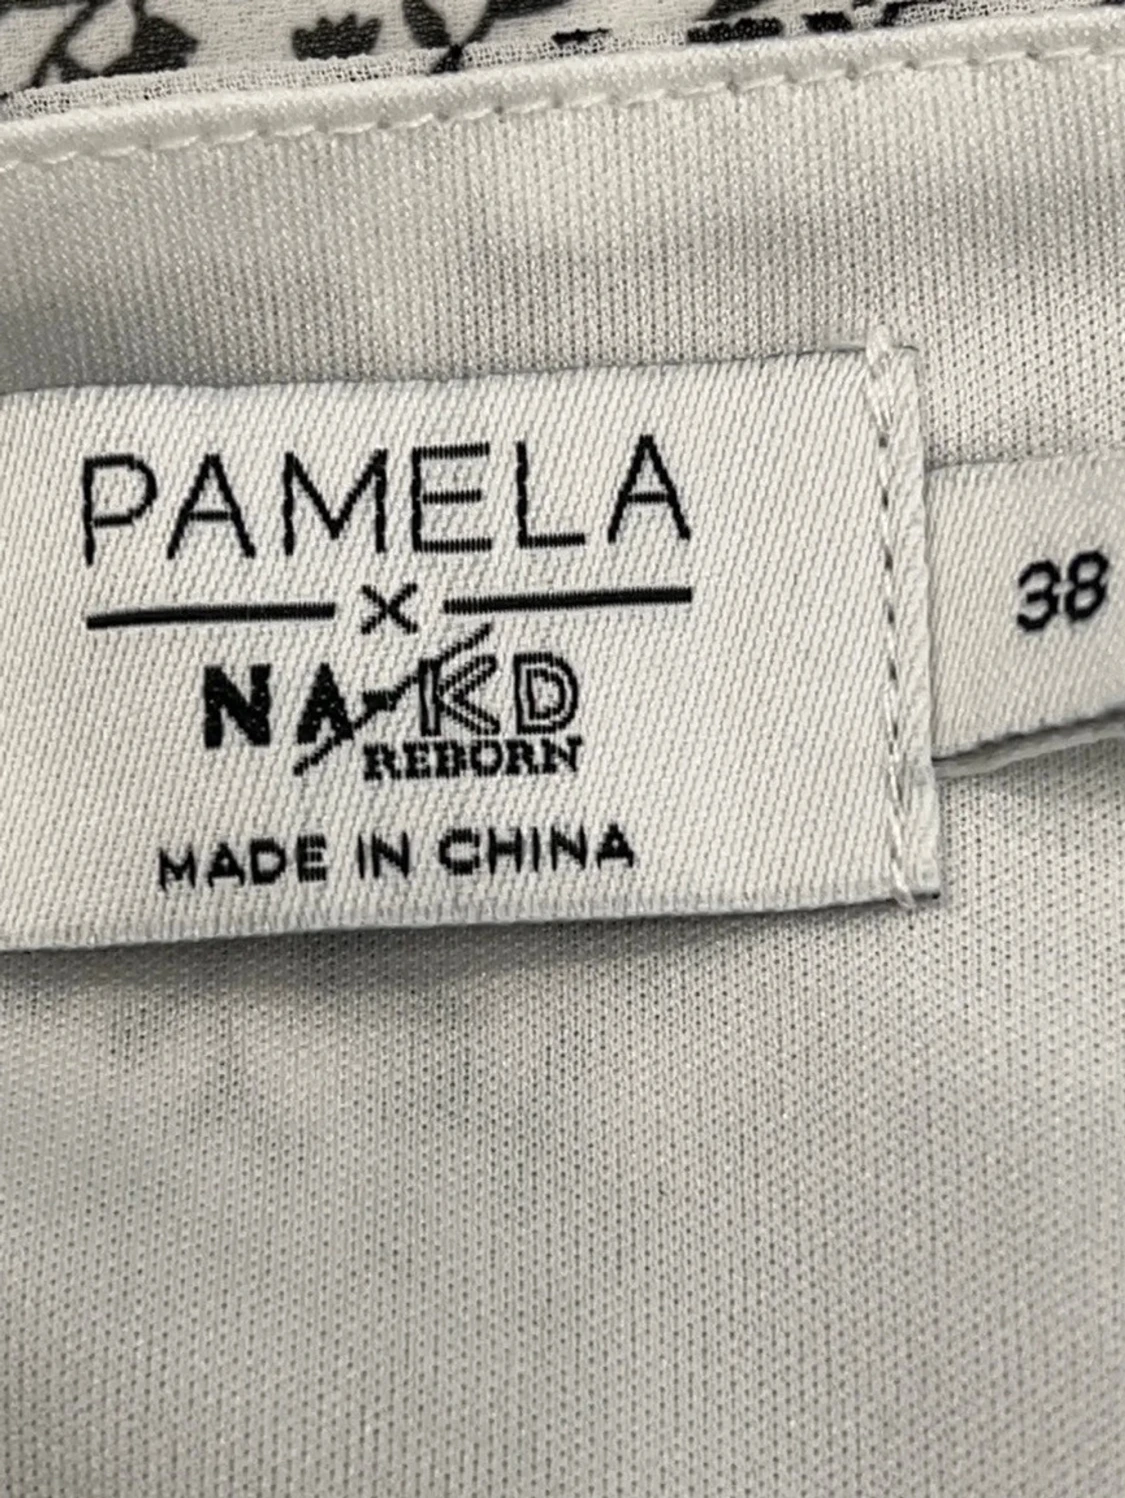 PAMELA
X
NA-KD
REBORN
MADE IN CHINA
38